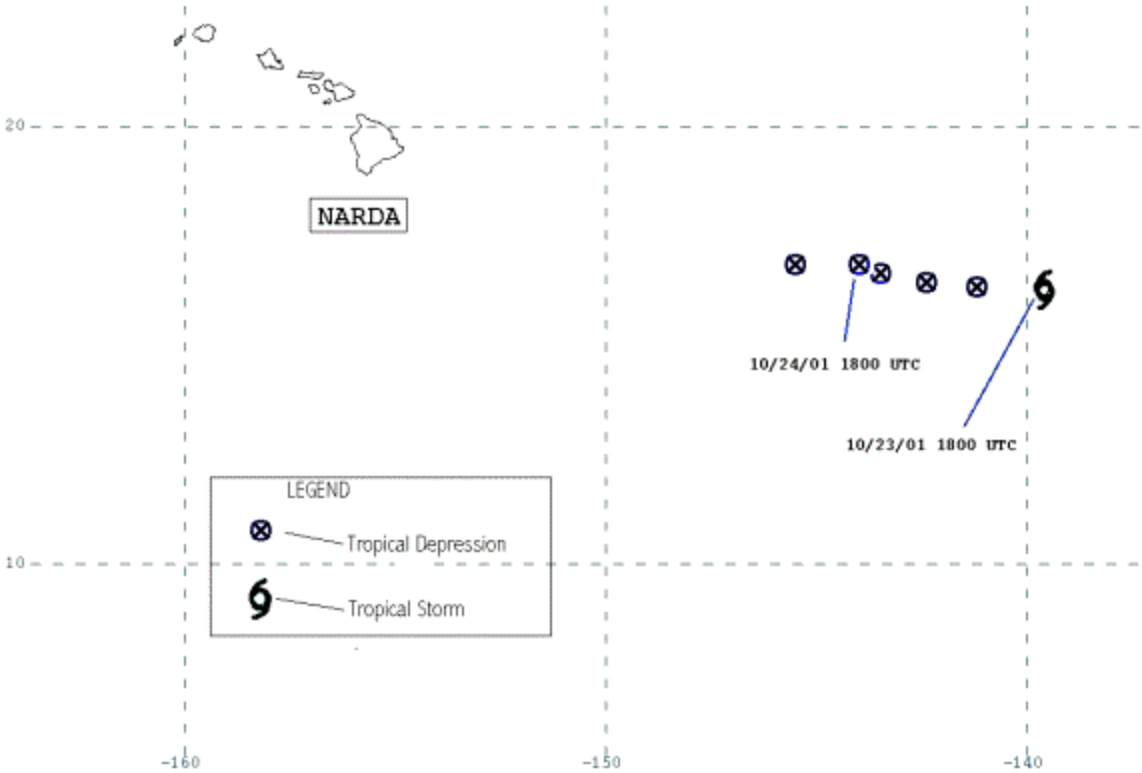 20
NARDA
10/24/01 1800 UTC
10/23/01 1800 UTC
LEGEND
Tropical Depression
10
Tropical Storm
-160 -150 -140